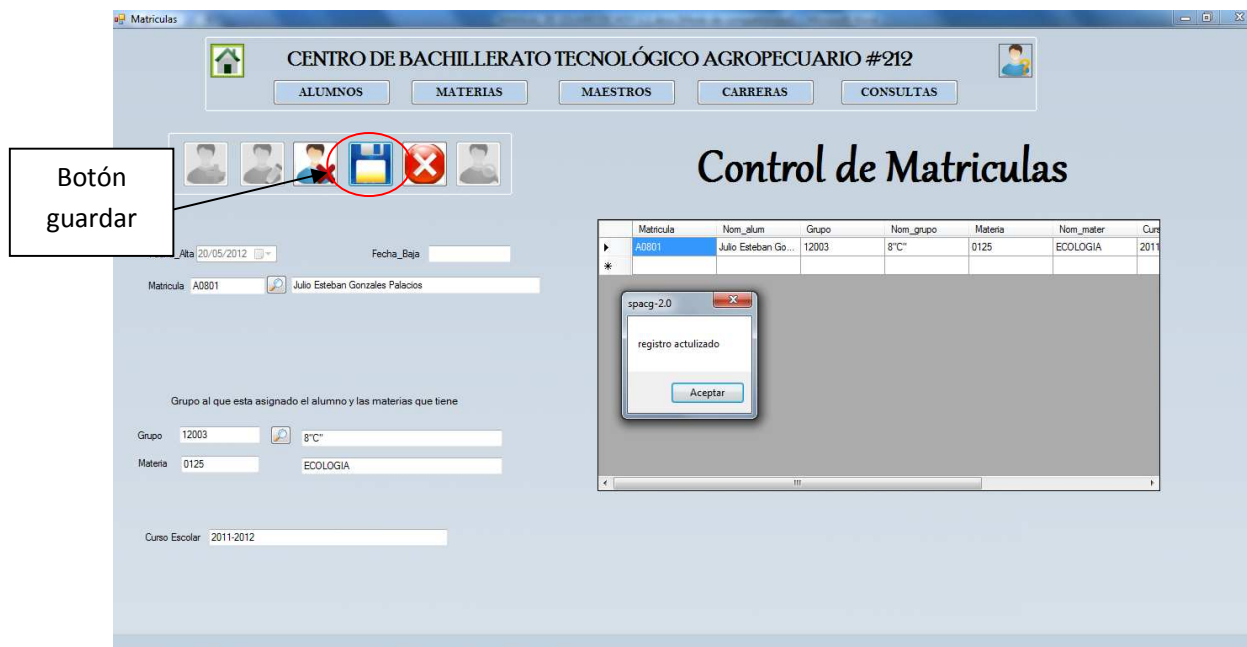 Matriculas
CENTRO DE BACHILLERATO TECNOLÓGICO AGROPECUARIO #212
ALUMNOS MATERIAS MAESTROS CARRERAS CONSULTAS
Botón
guardar
Control de Matriculas
_Alta 20/05/2012 Fecha_Baja
Matricula A0801 Julio Esteban Gonzales Palacios
Grupo al que esta asignado el alumno y las materias que tiene
Grupo 12003 8"C"
Materia 0125 ECOLOGIA
Curso Escolar 2011-2012
Matricula Nom_alum Grupo Nom_grupo Materia Nom_mater Curs
A0801 Julio Esteban Go... 12003 8"C" 0125 ECOLOGIA 2011
spacg-2.0
registro actulizado
Aceptar